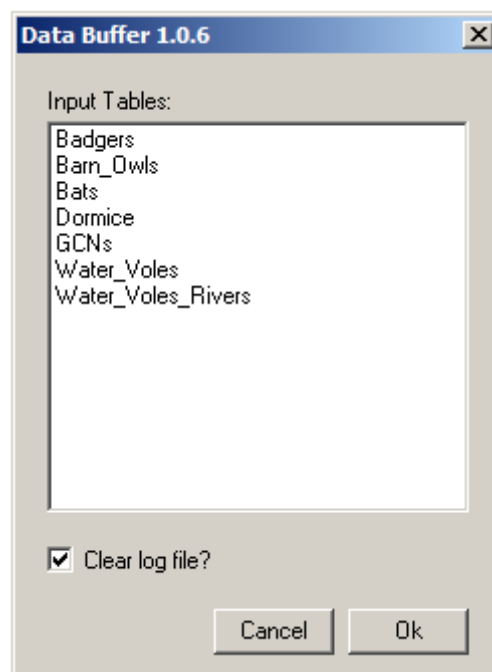 Data Buffer 1.0.6
Input Tables:
Badgers
Barn_Owls
Bats
Dormice
GCNs
Water_Voles
Water_Voles_Rivers
Clear log file?
Cancel
Ok